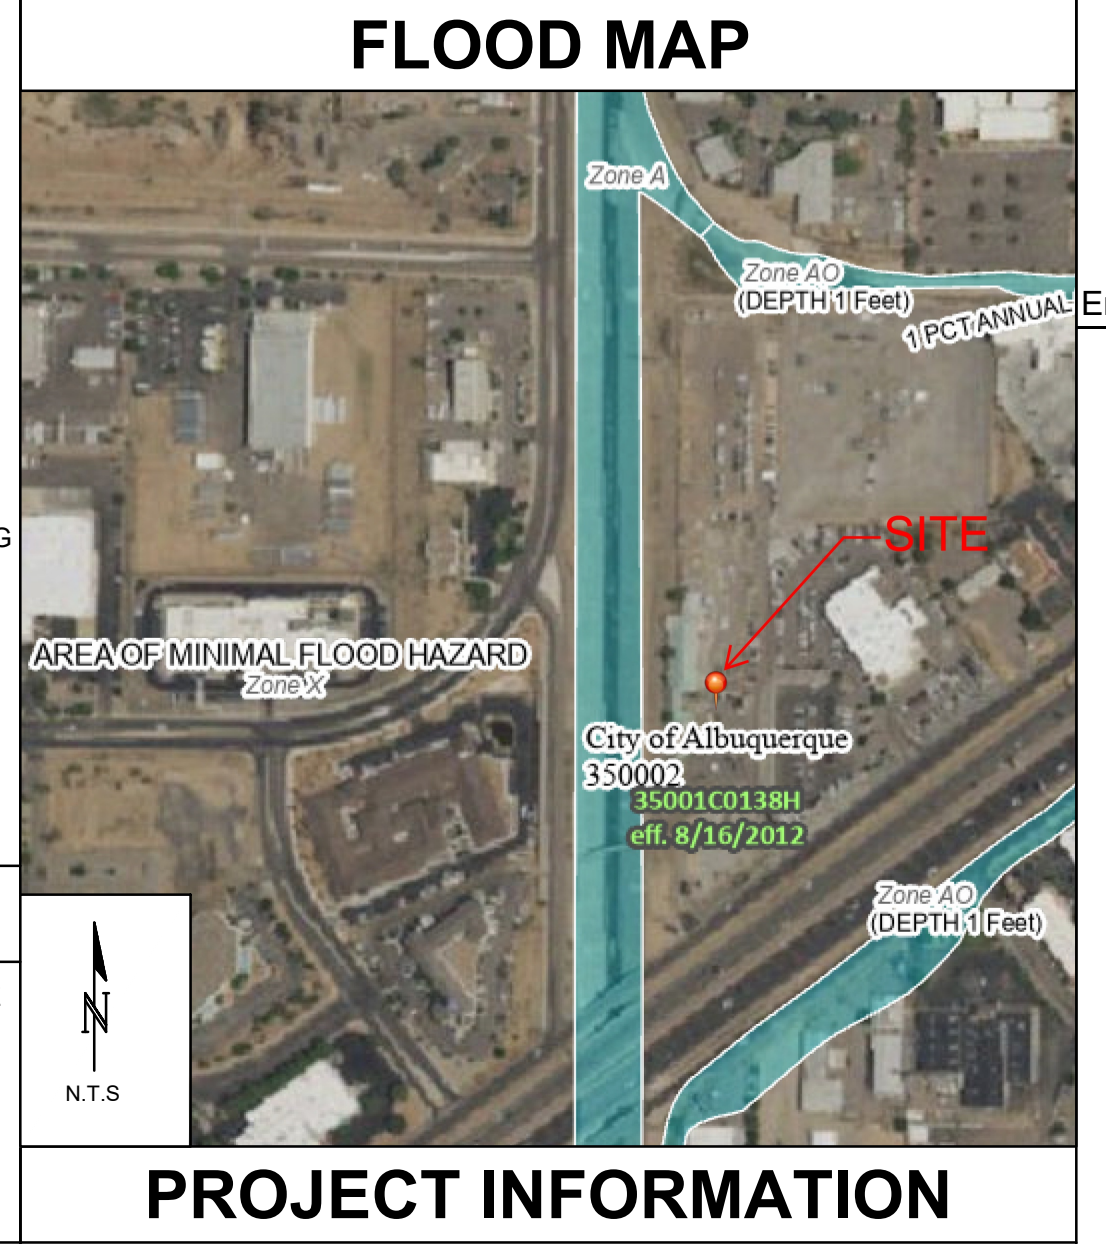 FLOOD MAP
Zone A
Zone AO
(DEPTH 1 Feet)
1 PCT ANNUAL
G
SITE
AREA OF MINIMAL FLOOD HAZARD
Zone X
City of Albuquerque
350002
35001C0138H
eff. 8/16/2012
Zone AO
(DEPTH 1 Feet)
N
N.T.S
PROJECT INFORMATION